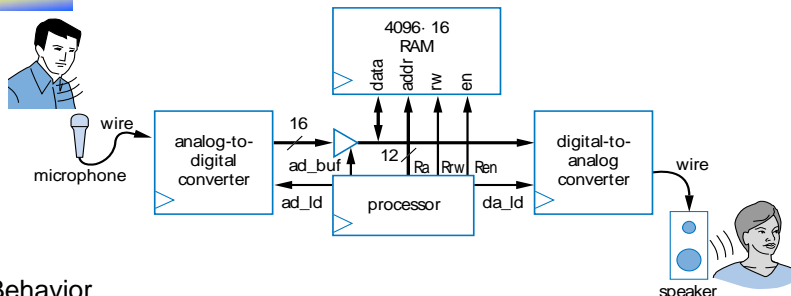 4096· 16
RAM
data
addr
rw
en
wire
analog-to-
digital
converter
16
ad_buf
12
Ra
Rrw
Ren
digital-to-
analog
converter
wire
microphone
ad_ld
processor
da_ld
Behavior
speaker